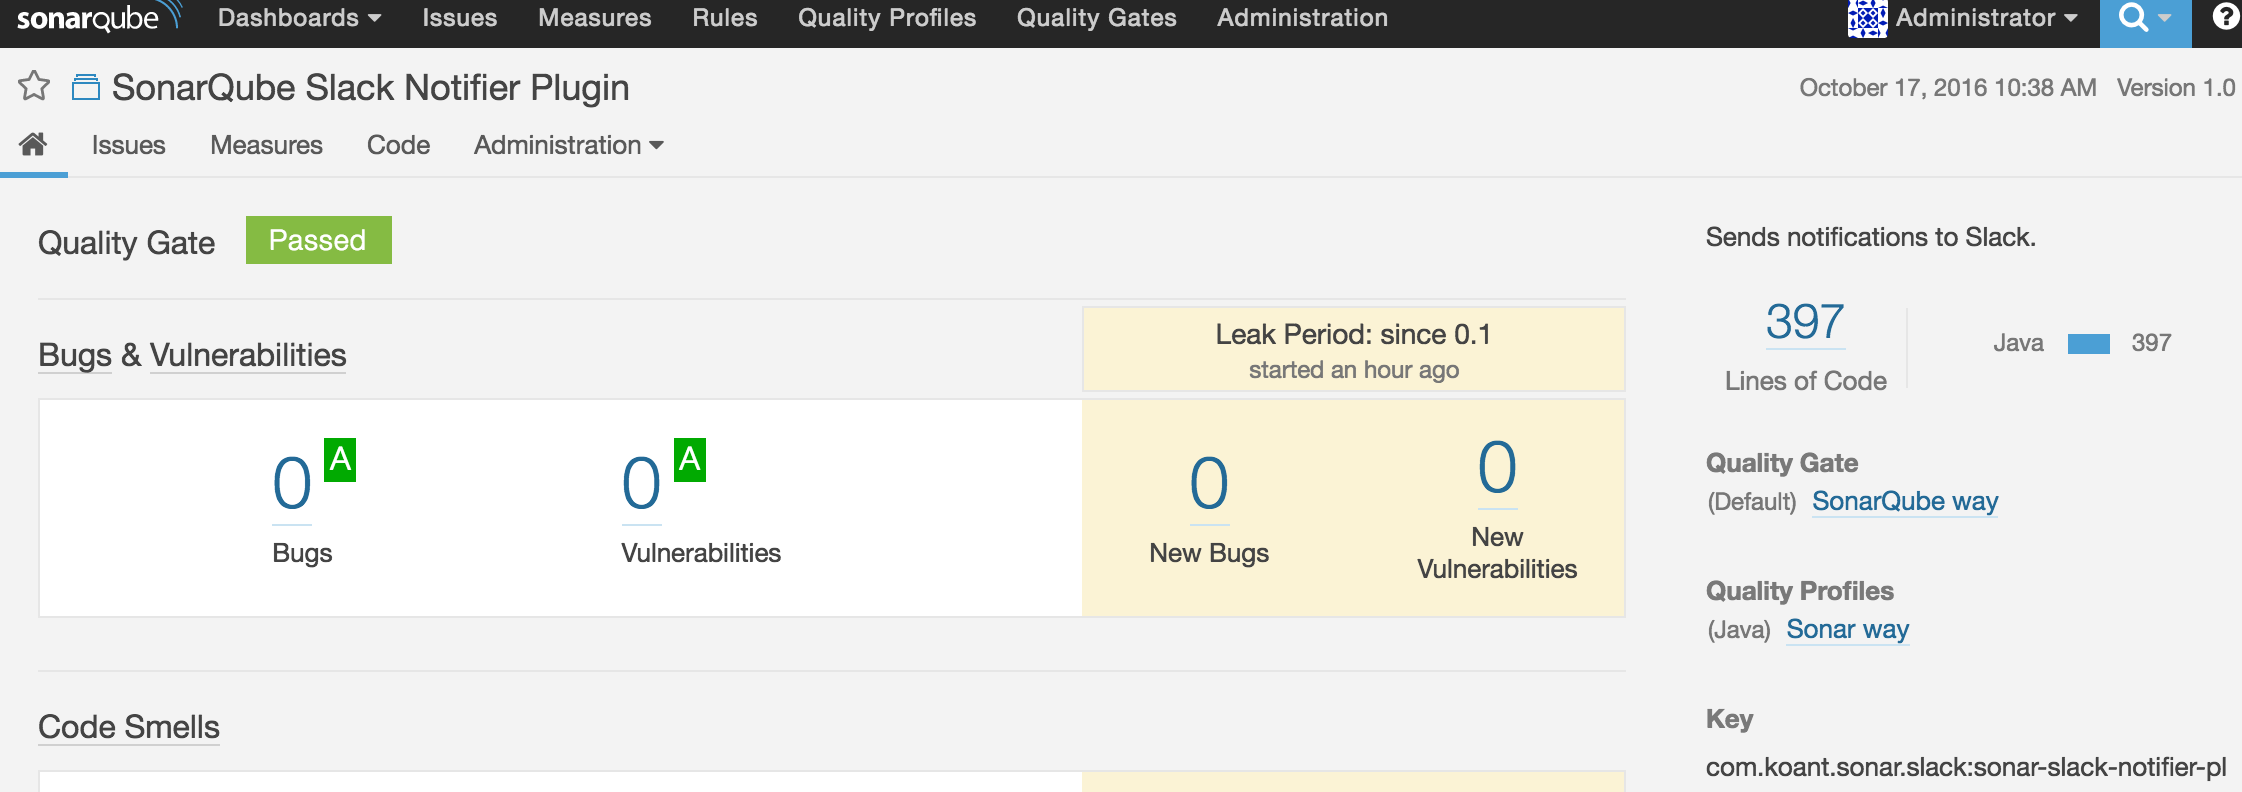 sonarqube Dashboards Issues Measures Rules Quality Profiles Quality Gates Administration Administrator ?
SonarQube Slack Notifier Plugin October 17, 2016 10:38 AM Version 1.0
Issues Measures Code Administration
Quality Gate Passed
Bugs & Vulnerabilities
Leak Period: since 0.1
started an hour ago
0 A
Bugs
0 A
Vulnerabilities
0
New Bugs
0
New
Vulnerabilities
Code Smells
Sends notifications to Slack.
397
Lines of Code
Java 397
Quality Gate
(Default) SonarQube way
Quality Profiles
(Java) Sonar way
Key
com.koant.sonar.slack:sonar-slack-notifier-pl